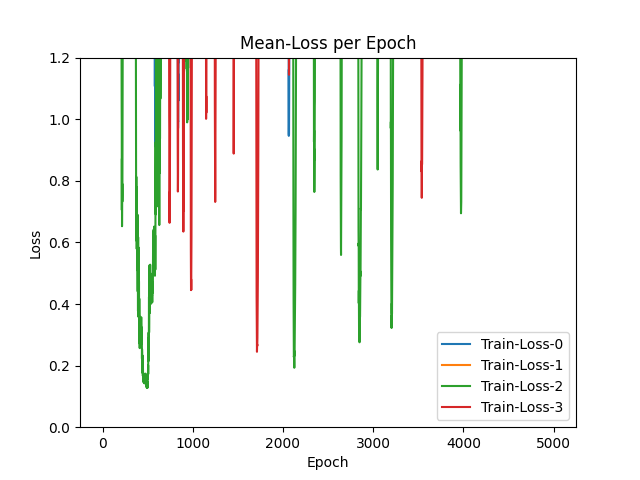 Mean-Loss per Epoch
1.2
1.0
0.8
0.6
0.4
0.2
0.0
Loss
0 1000 2000 3000 4000 5000
Epoch
Train-Loss-0
Train-Loss-1
Train-Loss-2
Train-Loss-3